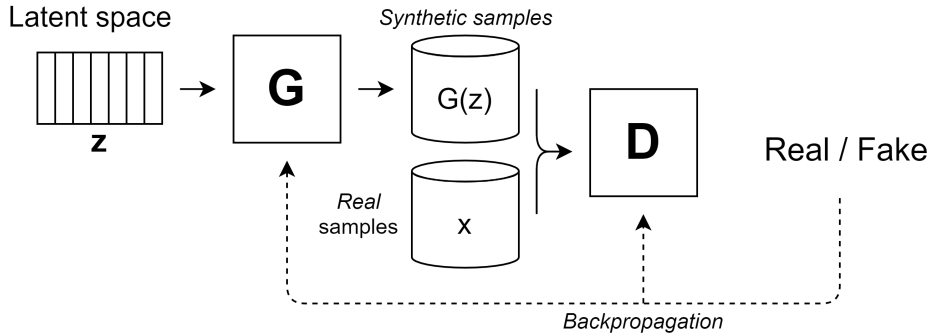 Latent space
z
G
Synthetic samples
G(z)
Real
samples
x
D
Real / Fake
Backpropagation